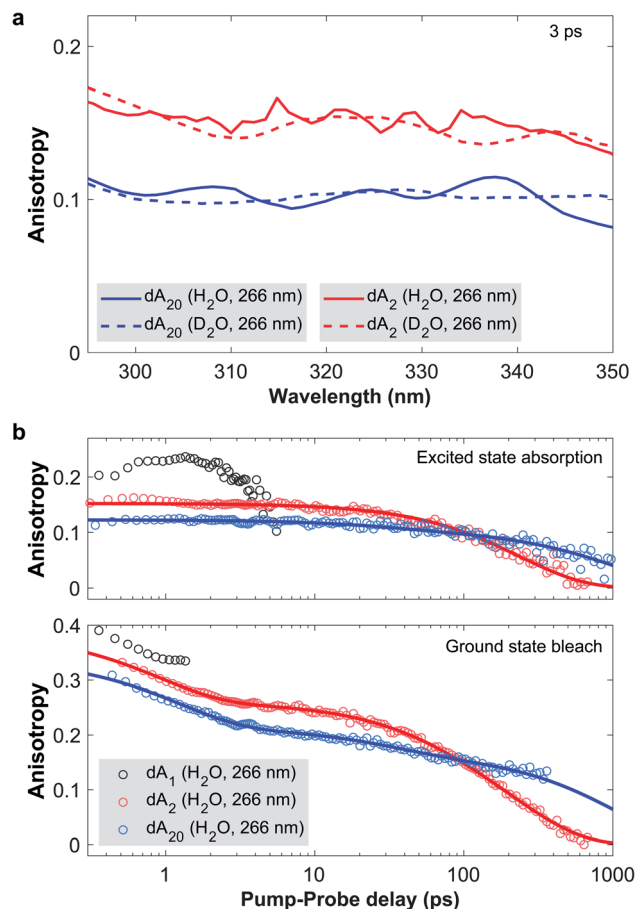 a
3 ps
0.2
0.1
0
Anisotropy
dA20 (H2O, 266 nm)
dA20 (D2O, 266 nm)
dA2 (H2O, 266 nm)
dA2 (D2O, 266 nm)
300 310 320 330 340 350
Wavelength (nm)
b
Excited state absorption
0.2
0.1
0
Anisotropy
Ground state bleach
0.4
0.3
0.2
0.1
0
Anisotropy
dA1 (H2O, 266 nm)
dA2 (H2O, 266 nm)
dA20 (H2O, 266 nm)
1 10 100 1000
Pump-Probe delay (ps)